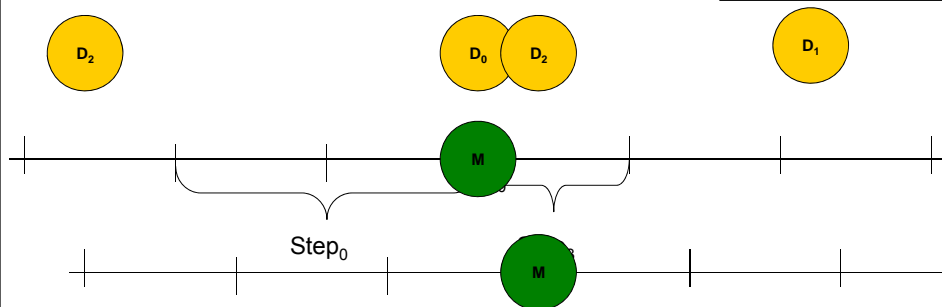 D₂ D₀ D₂ D₁
M
Step₀
M